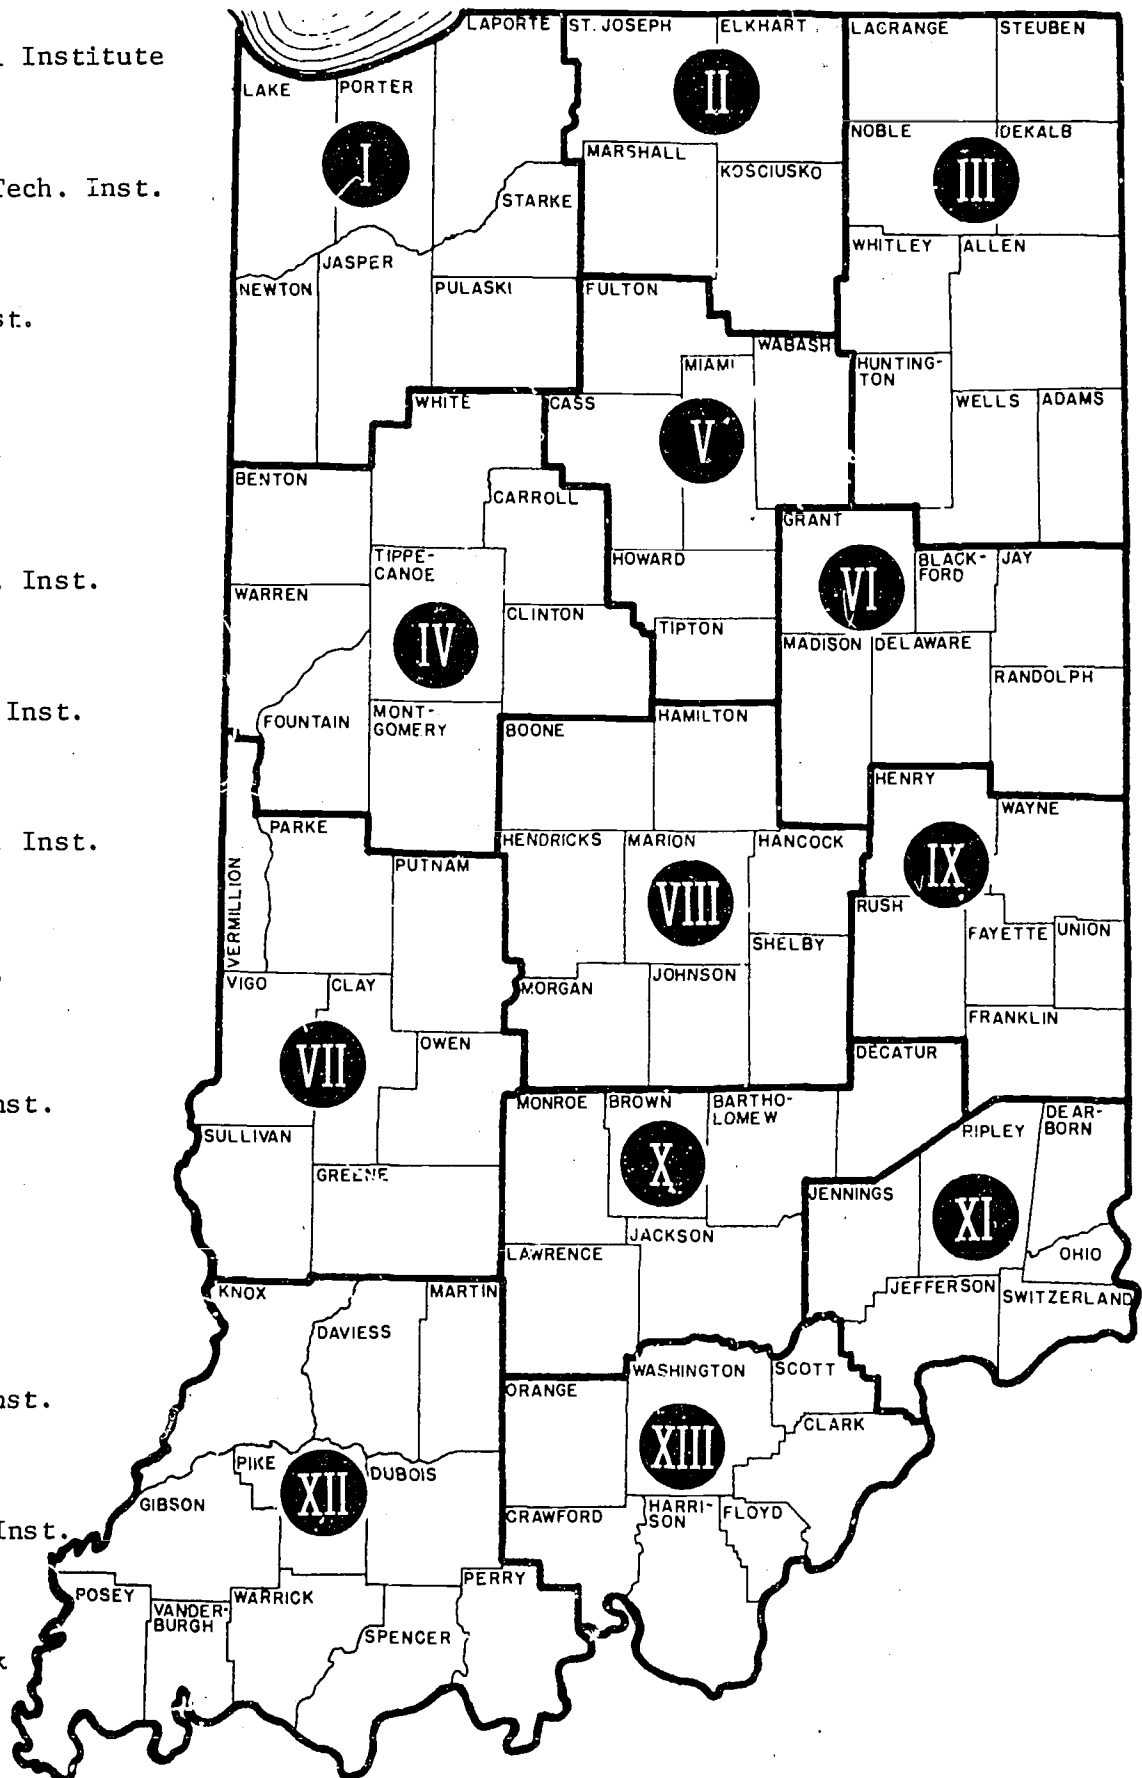 Institute
Tech. Inst.
st.
Inst.
Inst.
Inst.
nst.
nst.
Inst.
k
LAPORTE
ST. JOSEPH
ELKHART
LAGRANGE
STEUBEN
LAKE
PORTER
II
I
NOBLE
DEKALB
MARSHALL
KOSCIUSKO
III
STARKE
WHITLEY
ALLEN
JASPER
NEWTON
PULASKI
FULTON
WABASH
MIAMI
HUNTING-
TON
WHITE
CASS
WELLS
ADAMS
V
BENTON
CARROLL
GRANT
TIPPE-
CANOE
HOWARD
BLACK-
FORD
JAY
WARREN
VI
CLINTON
TIPTON
IV
MADISON
DELAWARE
RANDOLPH
FOUNTAIN
MONT-
GOMERY
BOONE
HAMILTON
HENRY
WAYNE
PARKE
HENDRICKS
MARION
HANCOCK
PUTNAM
IX
VERMILLION
VIII
RUSH
FAYETTE
UNION
SHELBY
VIGO
CLAY
MORGAN
JOHNSON
FRANKLIN
OWEN
DECATUR
VII
MONROE
BROWN
BARTHO-
LOMEW
DEAR-
BORN
SULLIVAN
RIPLEY
GREENE
X
JENNINGS
XI
JACKSON
LAWRENCE
OHIO
KNOX
MARTIN
JEFFERSON
SWITZERLAND
DAVIESS
WASHINGTON
SCOTT
ORANGE
CLARK
XIII
PIKE
DUBOIS
XII
GIBSON
CRAWFORD
HARRI-
SON
FLOYD
POSEY
WARRICK
PERRY
VANDER-
BURGH
SPENCER